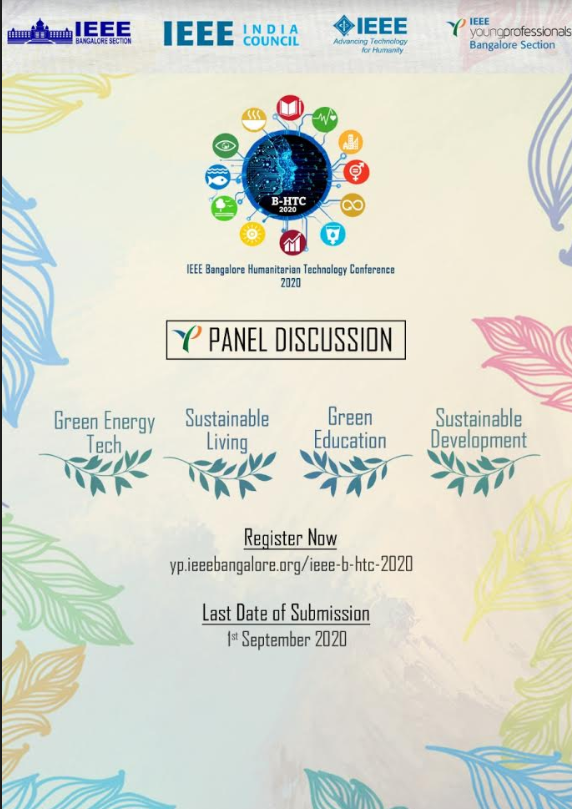 IEEE
BANGALORE SECTION
IEEE INDIA
COUNCIL
IEEE
Advancing Technology
for Humanity
IEEE
youngprofessionals
Bangalore Section
B-HTC
2020
IEEE Bangalore Humanitarian Technology Conference
2020
PANEL DISCUSSION
Green Energy
Tech
Sustainable
Living
Green
Education
Sustainable
Development
Register Now
yp.ieeebangalore.org/ieee-b-htc-2020
Last Date of Submission
1st September 2020